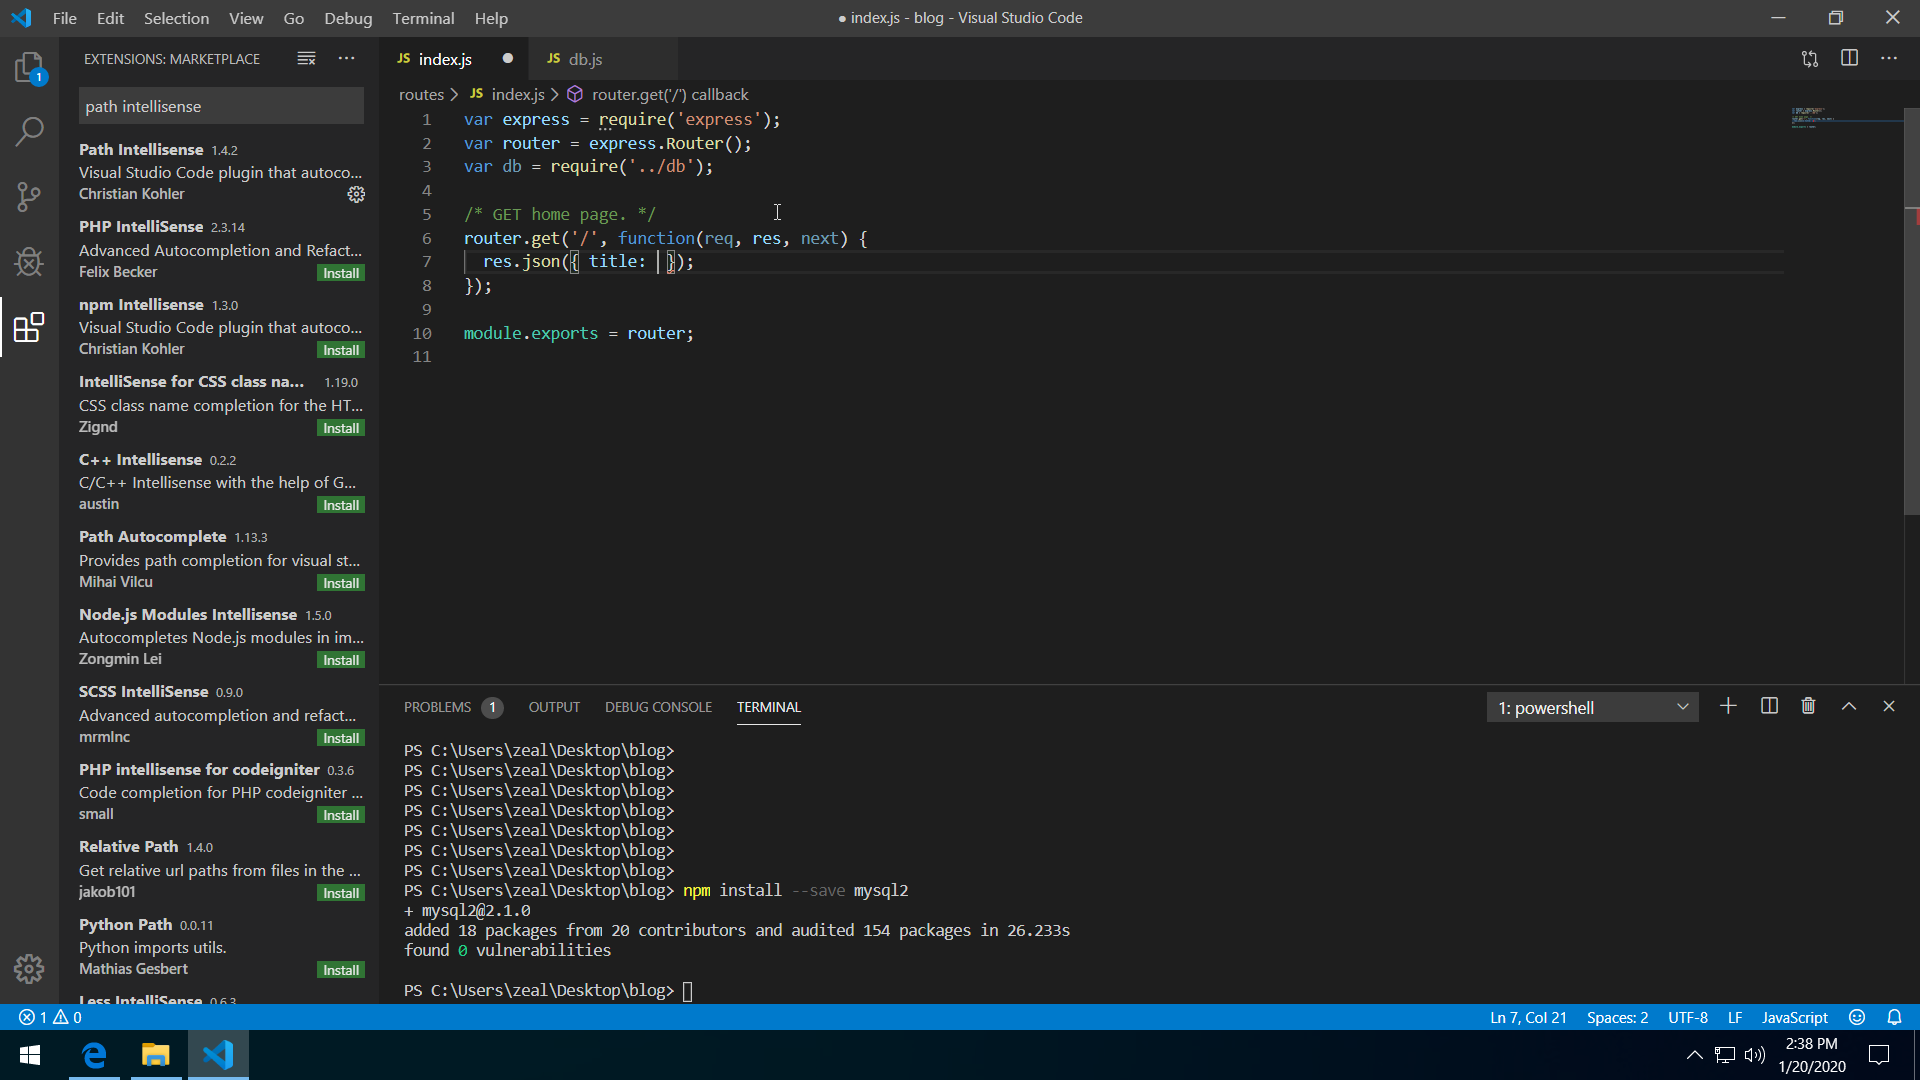 File Edit Selection View Go Debug Terminal Help
● index.js - blog - Visual Studio Code
EXTENSIONS: MARKETPLACE
path intellisense
Path Intellisense 1.4.2
Visual Studio Code plugin that autoco...
Christian Kohler
PHP IntelliSense 2.3.14
Advanced Autocompletion and Refact...
Felix Becker
Install
npm Intellisense 1.3.0
Visual Studio Code plugin that autoco...
Christian Kohler
Install
IntelliSense for CSS class na... 1.19.0
CSS class name completion for the HT...
Zignd
Install
C++ Intellisense 0.2.2
C/C++ Intellisense with the help of G...
austin
Install
Path Autocomplete 1.13.3
Provides path completion for visual st...
Mihai Vilcu
Install
Node.js Modules Intellisense 1.5.0
Autocompletes Node.js modules in im...
Zongmin Lei
Install
SCSS IntelliSense 0.9.0
Advanced autocompletion and refact...
mrmlnc
Install
PHP intellisense for codeigniter 0.3.6
Code completion for PHP codeigniter ...
small
Install
Relative Path 1.4.0
Get relative url paths from files in the ...
jakob101
Install
Python Path 0.0.11
Python imports utils.
Mathias Gesbert
Install
Less IntelliSense 0.6.3
JS index.js
JS db.js
routes > JS index.js > router.get('/') callback
1 var express = require('express');
2 var router = express.Router();
3 var db = require('../db');
4
5 /* GET home page. */
6 router.get('/', function(req, res, next) {
7 res.json({ title: });
8 });
9
10 module.exports = router;
11
PROBLEMS 1 OUTPUT DEBUG CONSOLE TERMINAL
1: powershell
PS C:\Users\zeal\Desktop\blog>
PS C:\Users\zeal\Desktop\blog>
PS C:\Users\zeal\Desktop\blog>
PS C:\Users\zeal\Desktop\blog>
PS C:\Users\zeal\Desktop\blog>
PS C:\Users\zeal\Desktop\blog>
PS C:\Users\zeal\Desktop\blog>
PS C:\Users\zeal\Desktop\blog> npm install --save mysql2
+ mysql2@2.1.0
added 18 packages from 20 contributors and audited 154 packages in 26.233s
found 0 vulnerabilities
PS C:\Users\zeal\Desktop\blog>
1 0
Ln 7, Col 21 Spaces: 2 UTF-8 LF JavaScript
2:38 PM
1/20/2020